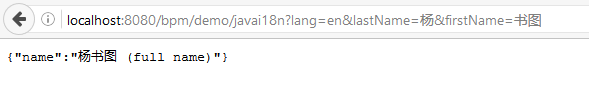 localhost:8080/bpm/demo/javai18n?lang=en&lastName=杨&firstName=书图
{"name":"杨书图 (full name)"}